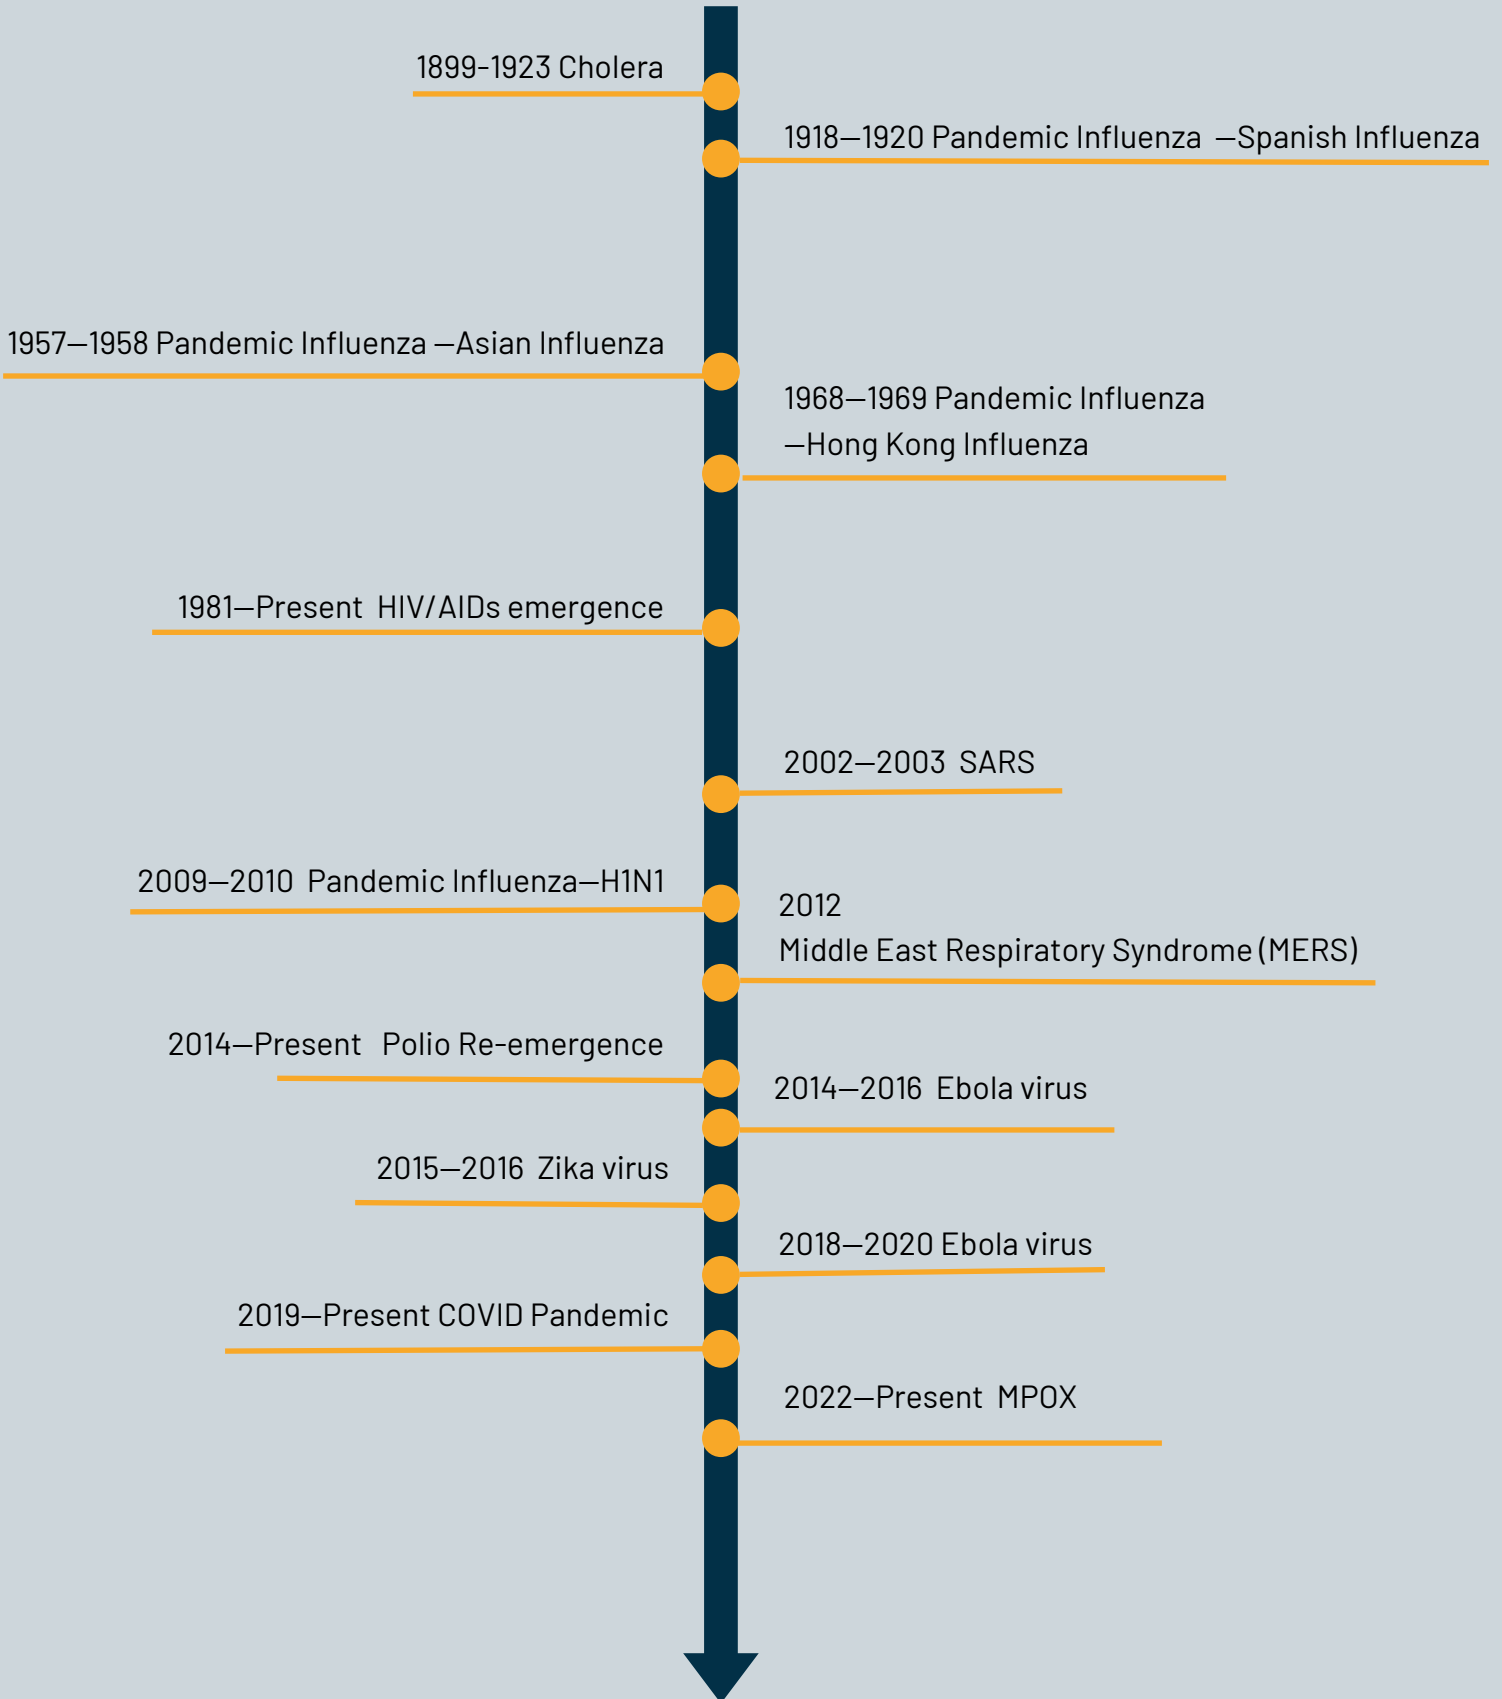 1899-1923 Cholera
1918—1920 Pandemic Influenza —Spanish Influenza
1957—1958 Pandemic Influenza —Asian Influenza
1968—1969 Pandemic Influenza
—Hong Kong Influenza
1981—Present HIV/AIDs emergence
2002—2003 SARS
2009—2010 Pandemic Influenza—H1N1
2012
Middle East Respiratory Syndrome (MERS)
2014—Present Polio Re-emergence
2014—2016 Ebola virus
2015—2016 Zika virus
2018—2020 Ebola virus
2019—Present COVID Pandemic
2022—Present MPOX